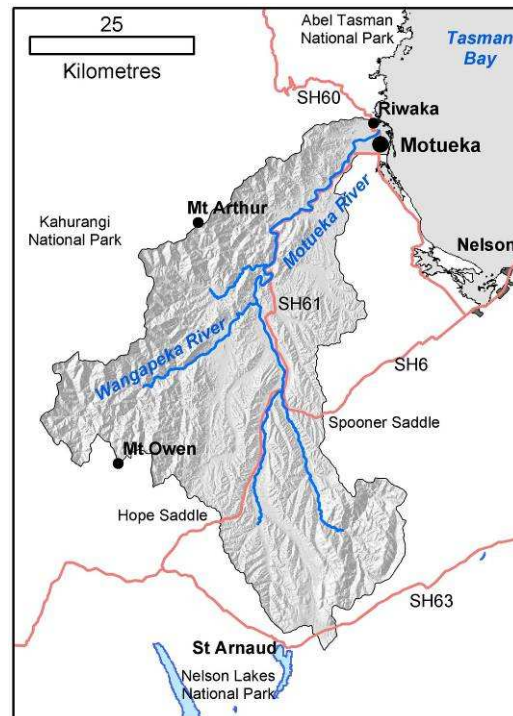 25
Kilometres
Abel Tasman
National Park
Tasman
Bay
SH60
Riwaka
Motueka
Mt Arthur
Kahurangi
National Park
Motueka River
Nelson
SH61
Wangapeka River
SH6
Spooner Saddle
Mt Owen
Hope Saddle
SH63
St Arnaud
Nelson Lakes
National Park